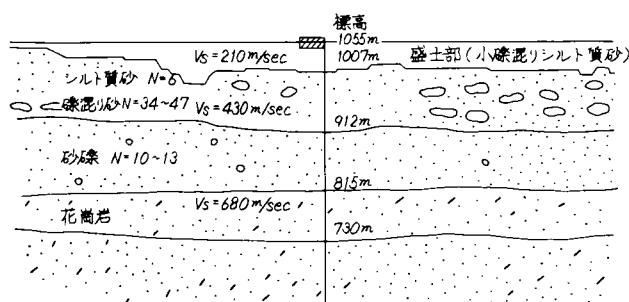 標高
1055m
Vs=210m/sec
1007m
盛土部(小礫混りシルト質砂)
シルト質砂 N=6
礫混り砂N=34~47
Vs=430m/sec
912m
砂礫 N=10~13
815m
Vs=680m/sec
花崗岩
730m